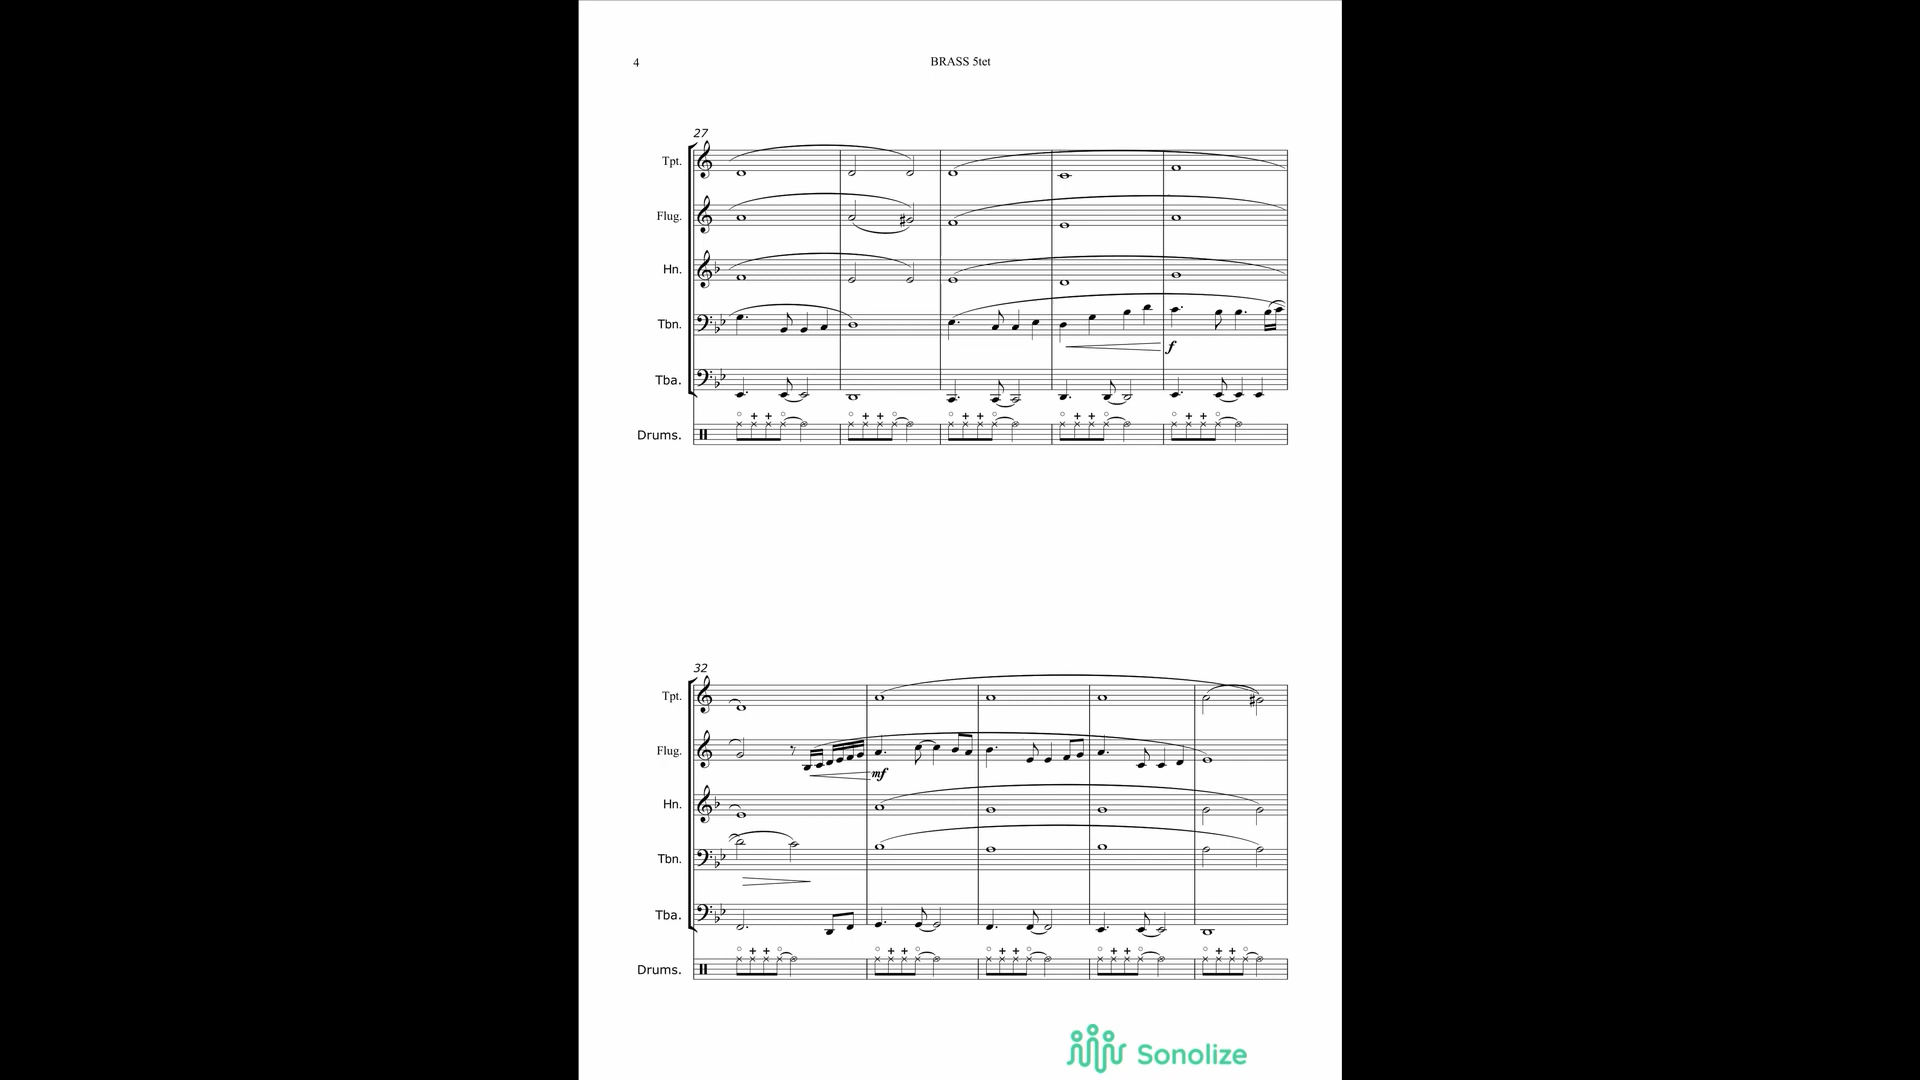 4
BRASS 5tet
27
Tpt.
Flug.
Hn.
Tbn.
f
Tba.
Drums.
32
Tpt.
Flug.
mf
Hn.
Tbn.
Tba.
Drums.
Sonolize